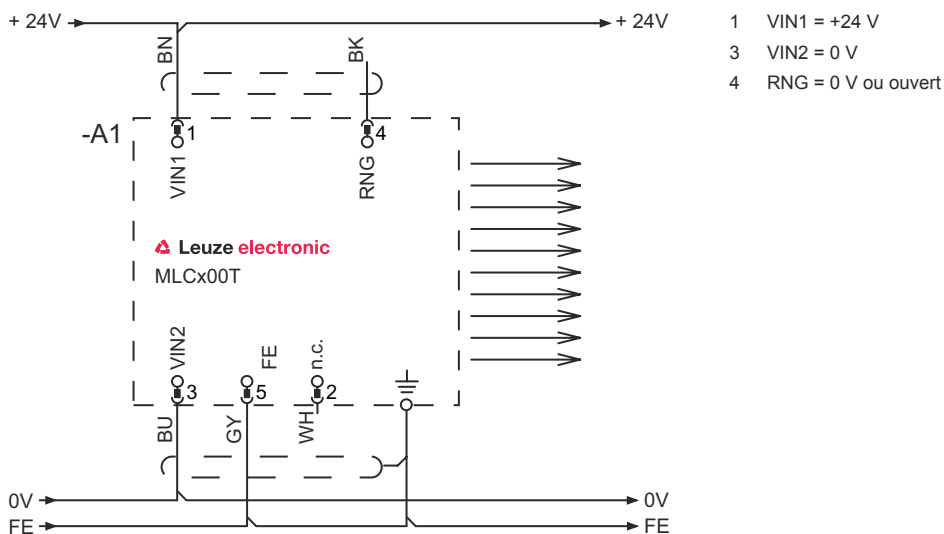 + 24V
+ 24V
1 VIN1 = +24 V
3 VIN2 = 0 V
4 RNG = 0 V ou ouvert
BN
BK
-A1
1
4
VIN1
RNG
Leuze electronic
MLCx00T
VIN2
FE
n.c.
3
5
2
BU
GY
WH
0V
0V
FE
FE